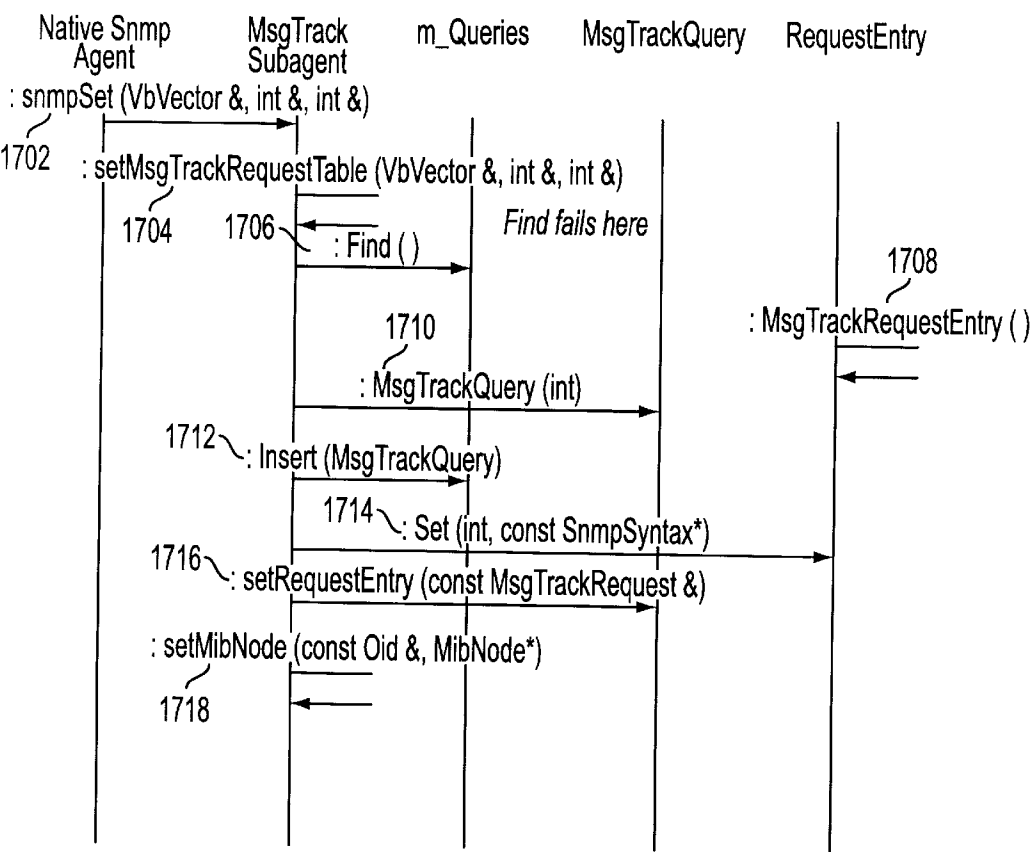 Native Snmp
Agent
MsgTrack
Subagent
m_Queries
MsgTrackQuery
RequestEntry
: snmpSet (VbVector &, int &, int &)
1702
: setMsgTrackRequestTable (VbVector &, int &, int &)
1704
1706
Find fails here
: Find ( )
1708
: MsgTrackRequestEntry ( )
1710
: MsgTrackQuery (int)
1712
: Insert (MsgTrackQuery)
1714
: Set (int, const SnmpSyntax*)
1716
: setRequestEntry (const MsgTrackRequest &)
: setMibNode (const Oid &, MibNode*)
1718